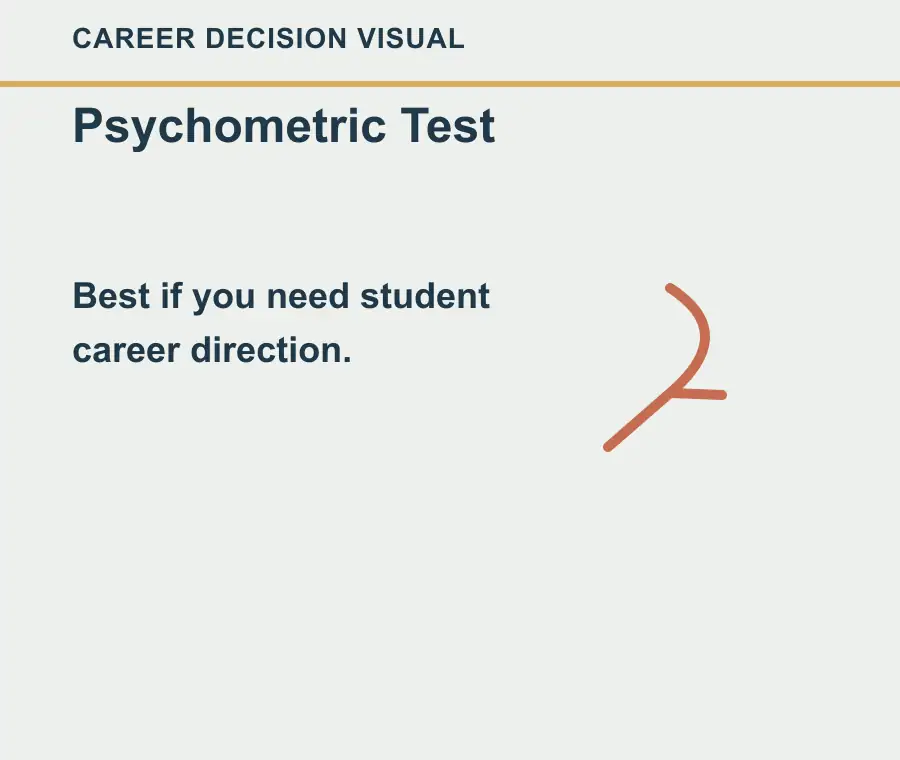 CAREER DECISION VISUAL
Psychometric Test
Best if you need student
career direction.